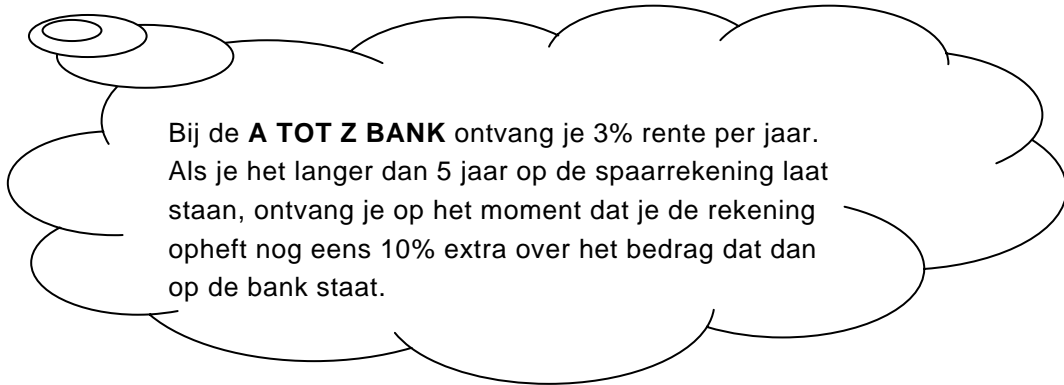 Bij de A TOT Z BANK ontvang je 3% rente per jaar.
Als je het langer dan 5 jaar op de spaarrekening laat
staan, ontvang je op het moment dat je de rekening
opheft nog eens 10% extra over het bedrag dat dan
op de bank staat.